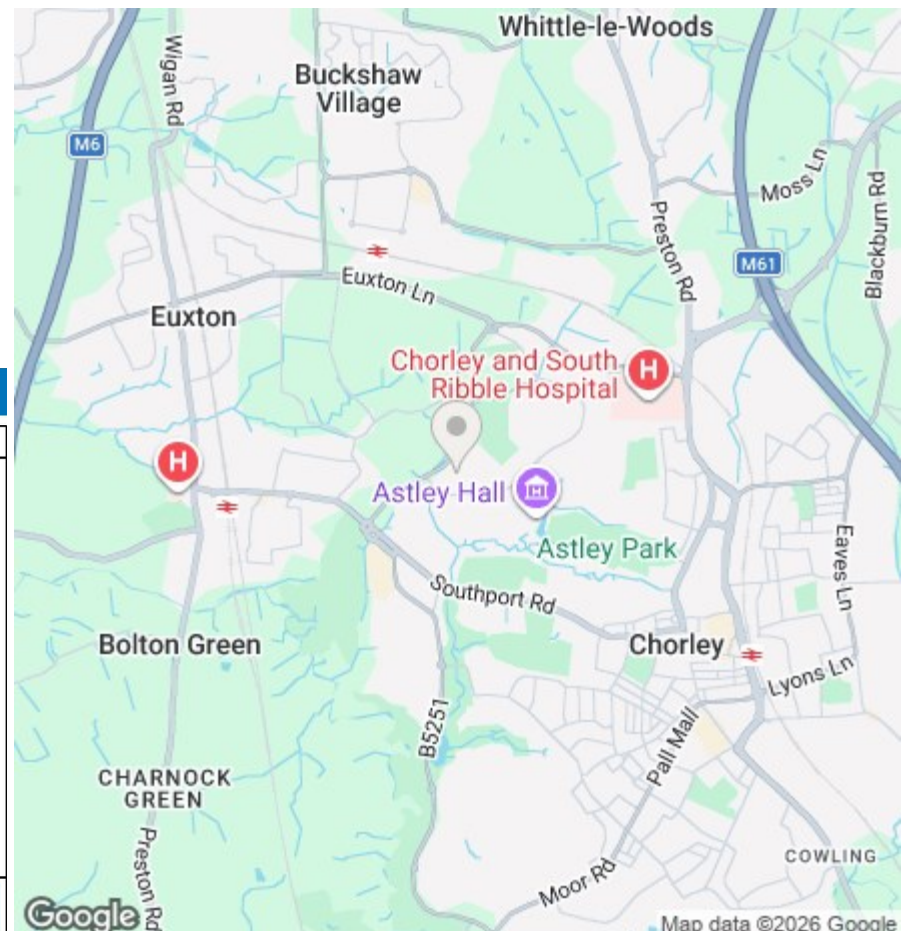 Whittle-le-Woods
Wigan Rd
Buckshaw
Village
M6
Moss Ln
Preston Rd
Blackburn Rd
M61
Euxton Ln
Euxton
Chorley and South
Ribble Hospital
H
H
Astley Hall
Astley Park
Eaves Ln
Southport Rd
Bolton Green
Chorley
Lyons Ln
B5251
Pall Mall
CHARNOCK
GREEN
Preston Rd
COWLING
Moor Rd
Google
Map data ©2026 Google